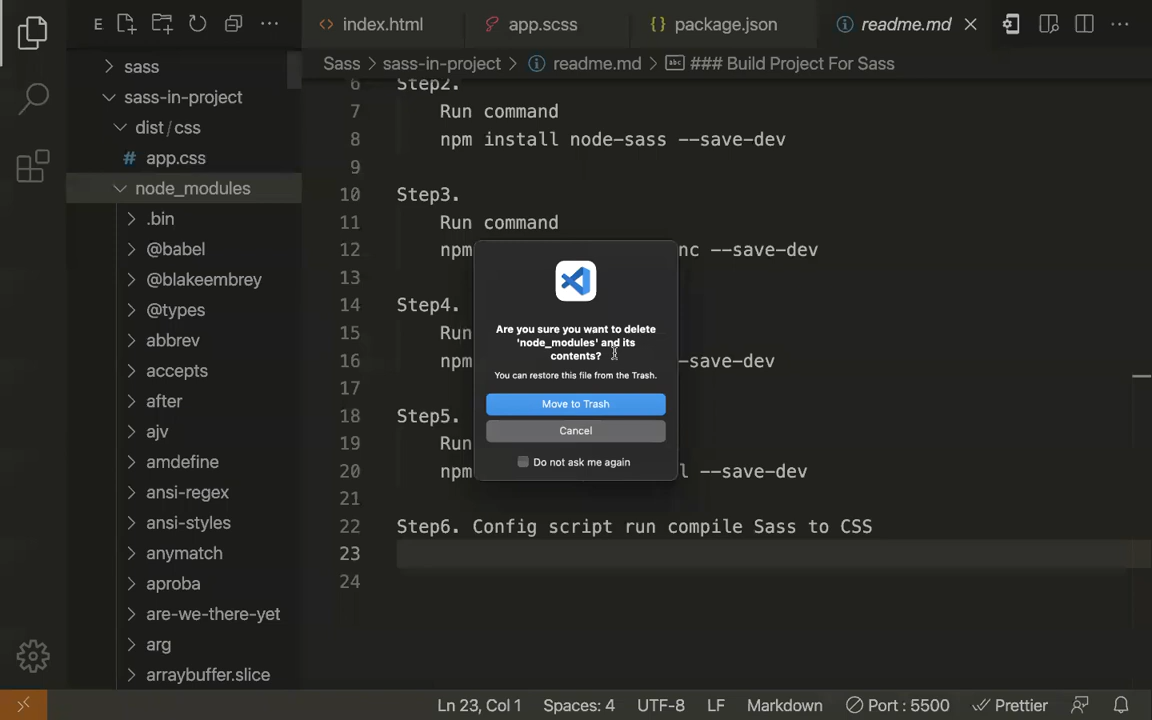 E
index.html
app.scss
{} package.json
readme.md
Sass > sass-in-project > readme.md > ### Build Project For Sass
sass
sass-in-project
dist/css
# app.css
node_modules
.bin
@babel
@blakeembrey
@types
abbrev
accepts
after
ajv
amdefine
ansi-regex
ansi-styles
anymatch
aproba
are-we-there-yet
arg
arraybuffer.slice
6 Step2.
7 Run command
8 npm install node-sass --save-dev
9
10 Step3.
11 Run command
12 npm nc --save-dev
13
14 Step4.
15 Run
16 npm -save-dev
17
18 Step5.
19 Run
20 npm l --save-dev
21
22 Step6. Config script run compile Sass to CSS
23
24
Are you sure you want to delete
'node_modules' and its
contents?
You can restore this file from the Trash.
Move to Trash
Cancel
Do not ask me again
Ln 23, Col 1 Spaces: 4 UTF-8 LF Markdown Port : 5500 Prettier